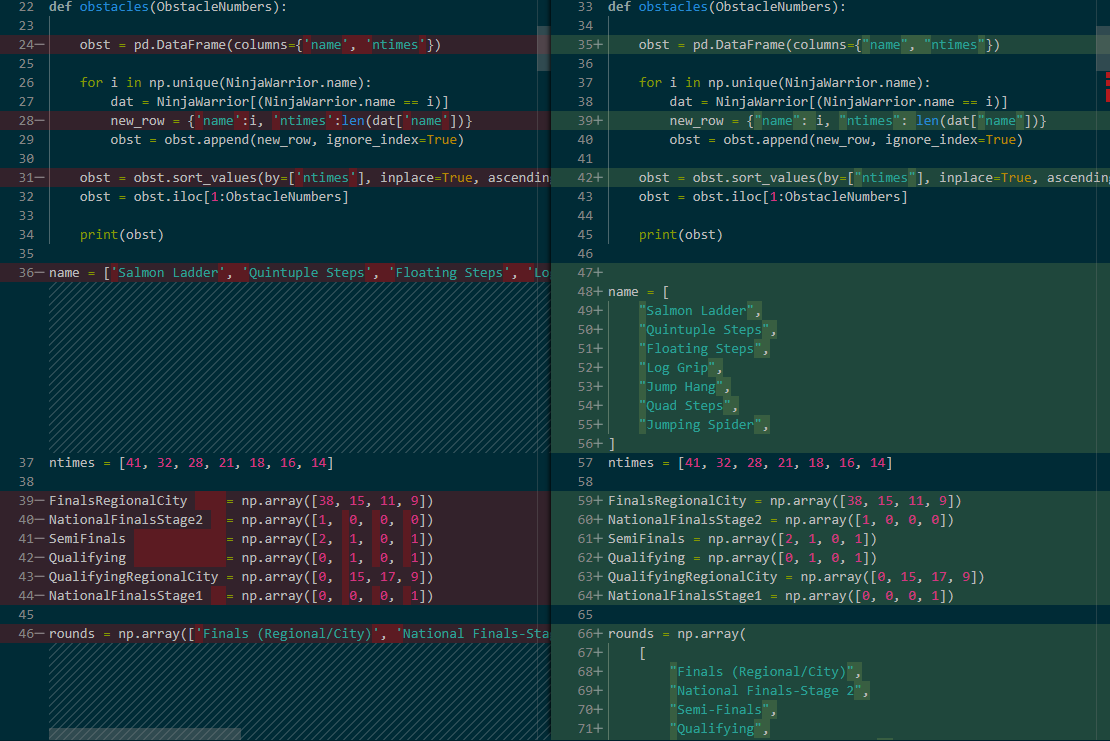 22 def obstacles(ObstacleNumbers):
23
24— obst = pd.DataFrame(columns={'name', 'ntimes'})
25
26 for i in np.unique(NinjaWarrior.name):
27 dat = NinjaWarrior[(NinjaWarrior.name == i)]
28— new_row = {'name':i, 'ntimes':len(dat['name'])}
29 obst = obst.append(new_row, ignore_index=True)
30
31— obst = obst.sort_values(by=['ntimes'], inplace=True, ascendin
32 obst = obst.iloc[1:ObstacleNumbers]
33
34 print(obst)
35
36— name = ['Salmon Ladder', 'Quintuple Steps', 'Floating Steps', 'Lo
37 ntimes = [41, 32, 28, 21, 18, 16, 14]
38
39— FinalsRegionalCity = np.array([38, 15, 11, 9])
40— NationalFinalsStage2 = np.array([1, 0, 0, 0])
41— SemiFinals = np.array([2, 1, 0, 1])
42— Qualifying = np.array([0, 1, 0, 1])
43— QualifyingRegionalCity = np.array([0, 15, 17, 9])
44— NationalFinalsStage1 = np.array([0, 0, 0, 1])
45
46— rounds = np.array(['Finals (Regional/City)', 'National Finals-Sta
33 def obstacles(ObstacleNumbers):
34
35+ obst = pd.DataFrame(columns={"name", "ntimes"})
36
37 for i in np.unique(NinjaWarrior.name):
38 dat = NinjaWarrior[(NinjaWarrior.name == i)]
39+ new_row = {"name": i, "ntimes": len(dat["name"])}
40 obst = obst.append(new_row, ignore_index=True)
41
42+ obst = obst.sort_values(by=["ntimes"], inplace=True, ascending
43 obst = obst.iloc[1:ObstacleNumbers]
44
45 print(obst)
46
47+
48+ name = [
49+ "Salmon Ladder",
50+ "Quintuple Steps",
51+ "Floating Steps",
52+ "Log Grip",
53+ "Jump Hang",
54+ "Quad Steps",
55+ "Jumping Spider",
56+ ]
57 ntimes = [41, 32, 28, 21, 18, 16, 14]
58
59+ FinalsRegionalCity = np.array([38, 15, 11, 9])
60+ NationalFinalsStage2 = np.array([1, 0, 0, 0])
61+ SemiFinals = np.array([2, 1, 0, 1])
62+ Qualifying = np.array([0, 1, 0, 1])
63+ QualifyingRegionalCity = np.array([0, 15, 17, 9])
64+ NationalFinalsStage1 = np.array([0, 0, 0, 1])
65
66+ rounds = np.array(
67+ [
68+ "Finals (Regional/City)",
69+ "National Finals-Stage 2",
70+ "Semi-Finals",
71+ "Qualifying",